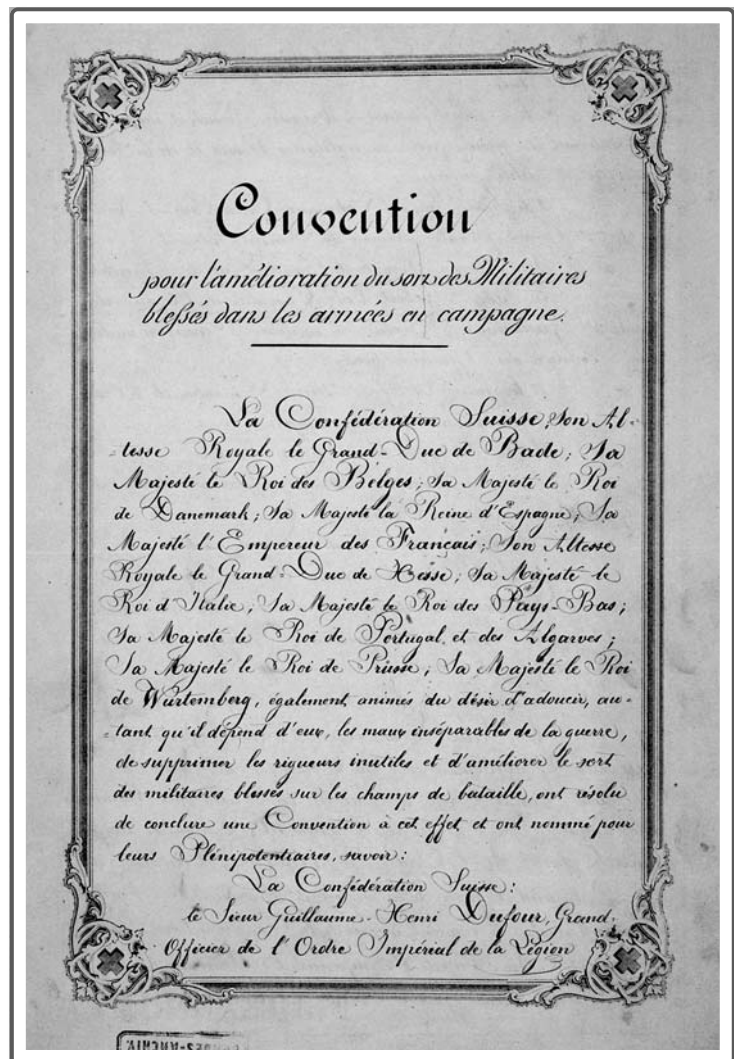 Convention
pour l'amélioration du sort des Militaires
blessés dans les armées en campagne.
La Confédération Suisse; Son Al-
-tesse Royale le Grand-Duc de Bade; Sa
Majesté le Roi des Belges; Sa Majesté le Roi
de Danemark; Sa Majesté la Reine d'Espagne; Sa
Majesté l'Empereur des Français; Son Altesse
Royale le Grand-Duc de Hesse; Sa Majesté le
Roi d'Italie; Sa Majesté le Roi des Pays-Bas;
Sa Majesté le Roi de Portugal et des Algarves;
Sa Majesté le Roi de Prusse; Sa Majesté le Roi
de Würtemberg, également animés du désir d'adoucir, au-
-tant qu'il dépend d'eux, les maux inséparables de la guerre,
de supprimer les rigueurs inutiles et d'améliorer le sort
des militaires blessés sur les champs de bataille, ont résolu
de conclure une Convention à cet effet et ont nommé pour
leurs Plénipotentiaires, savoir:
La Confédération Suisse:
le Sieur Guillaume-Henri Dufour, Grand
Officier de l'Ordre Impérial de la Légion